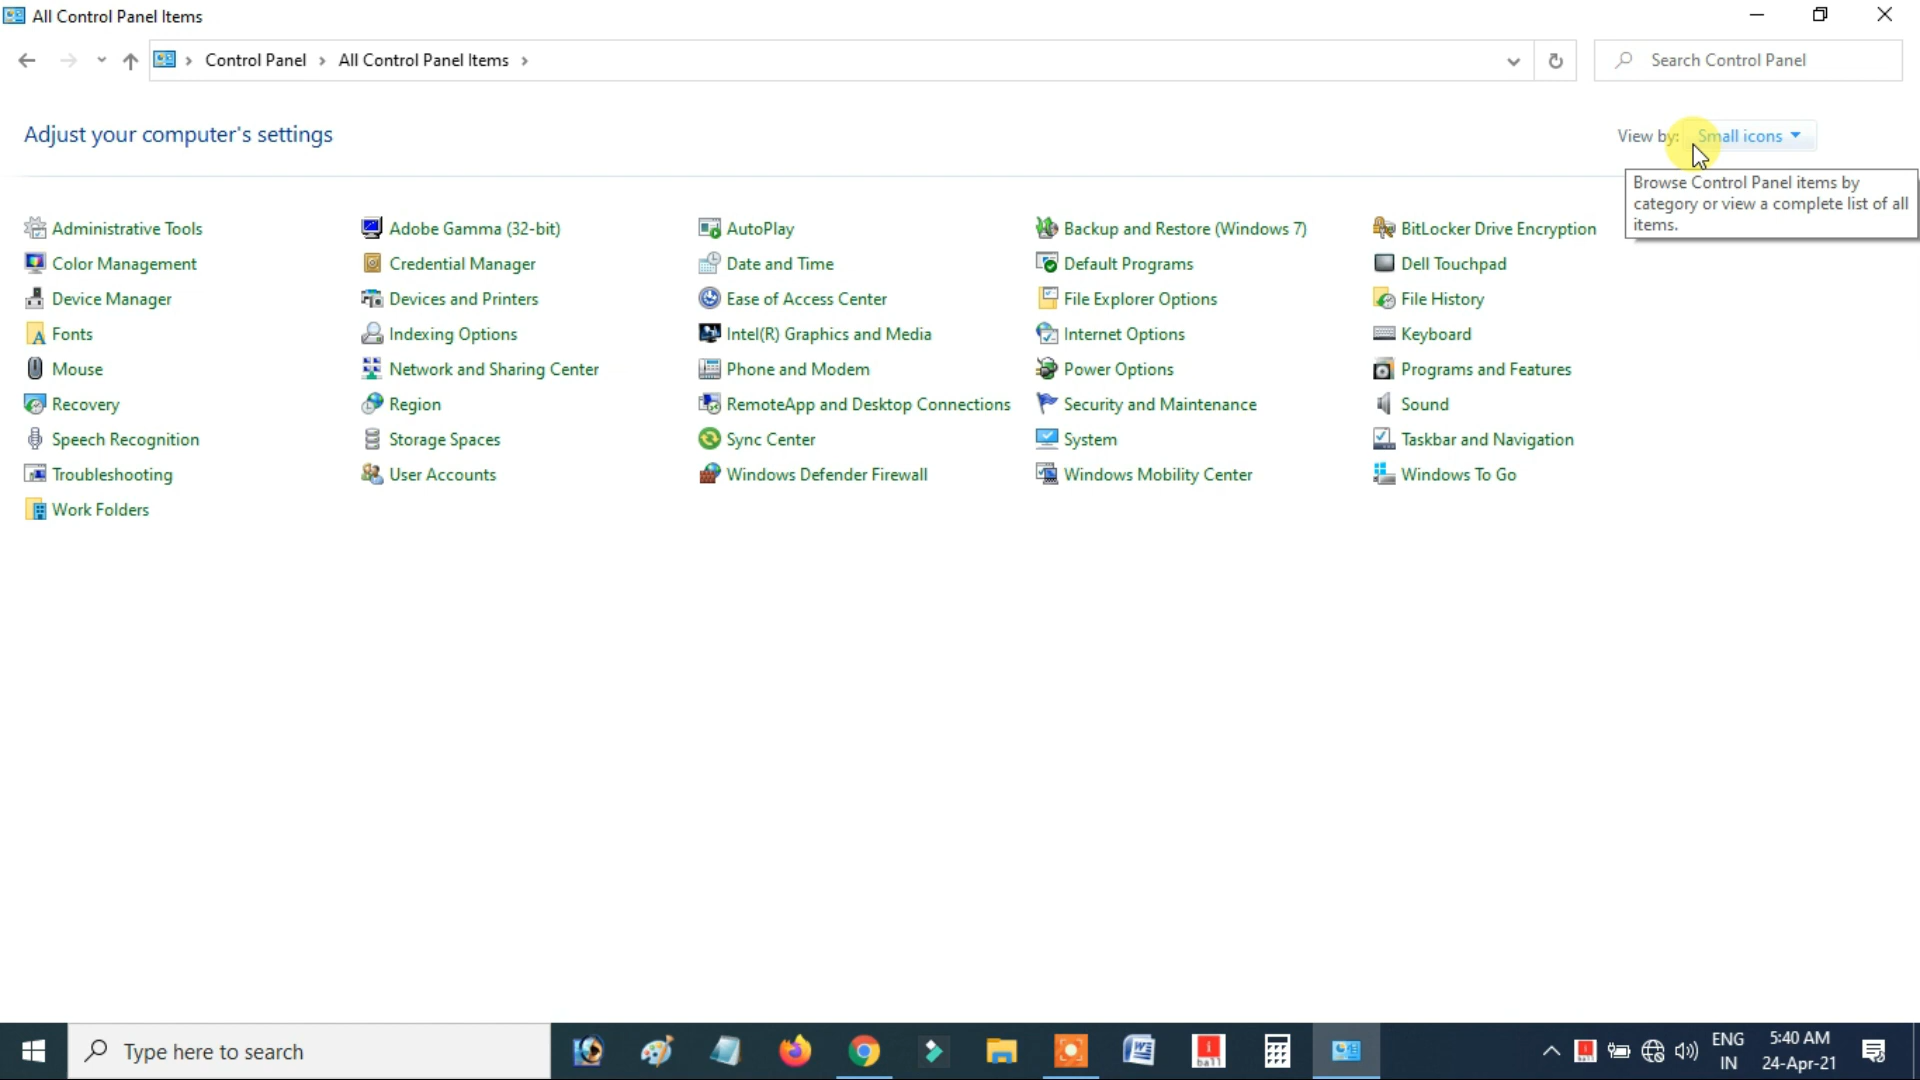 All Control Panel Items
Control Panel > All Control Panel Items >
Search Control Panel
Adjust your computer's settings
View by: Small icons
Browse Control Panel items by
category or view a complete list of all
items.
Administrative Tools
Adobe Gamma (32-bit)
AutoPlay
Backup and Restore (Windows 7)
BitLocker Drive Encryption
Color Management
Credential Manager
Date and Time
Default Programs
Dell Touchpad
Device Manager
Devices and Printers
Ease of Access Center
File Explorer Options
File History
Fonts
Indexing Options
Intel(R) Graphics and Media
Internet Options
Keyboard
Mouse
Network and Sharing Center
Phone and Modem
Power Options
Programs and Features
Recovery
Region
RemoteApp and Desktop Connections
Security and Maintenance
Sound
Speech Recognition
Storage Spaces
Sync Center
System
Taskbar and Navigation
Troubleshooting
User Accounts
Windows Defender Firewall
Windows Mobility Center
Windows To Go
Work Folders
Type here to search
ball
ENG
IN
5:40 AM
24-Apr-21